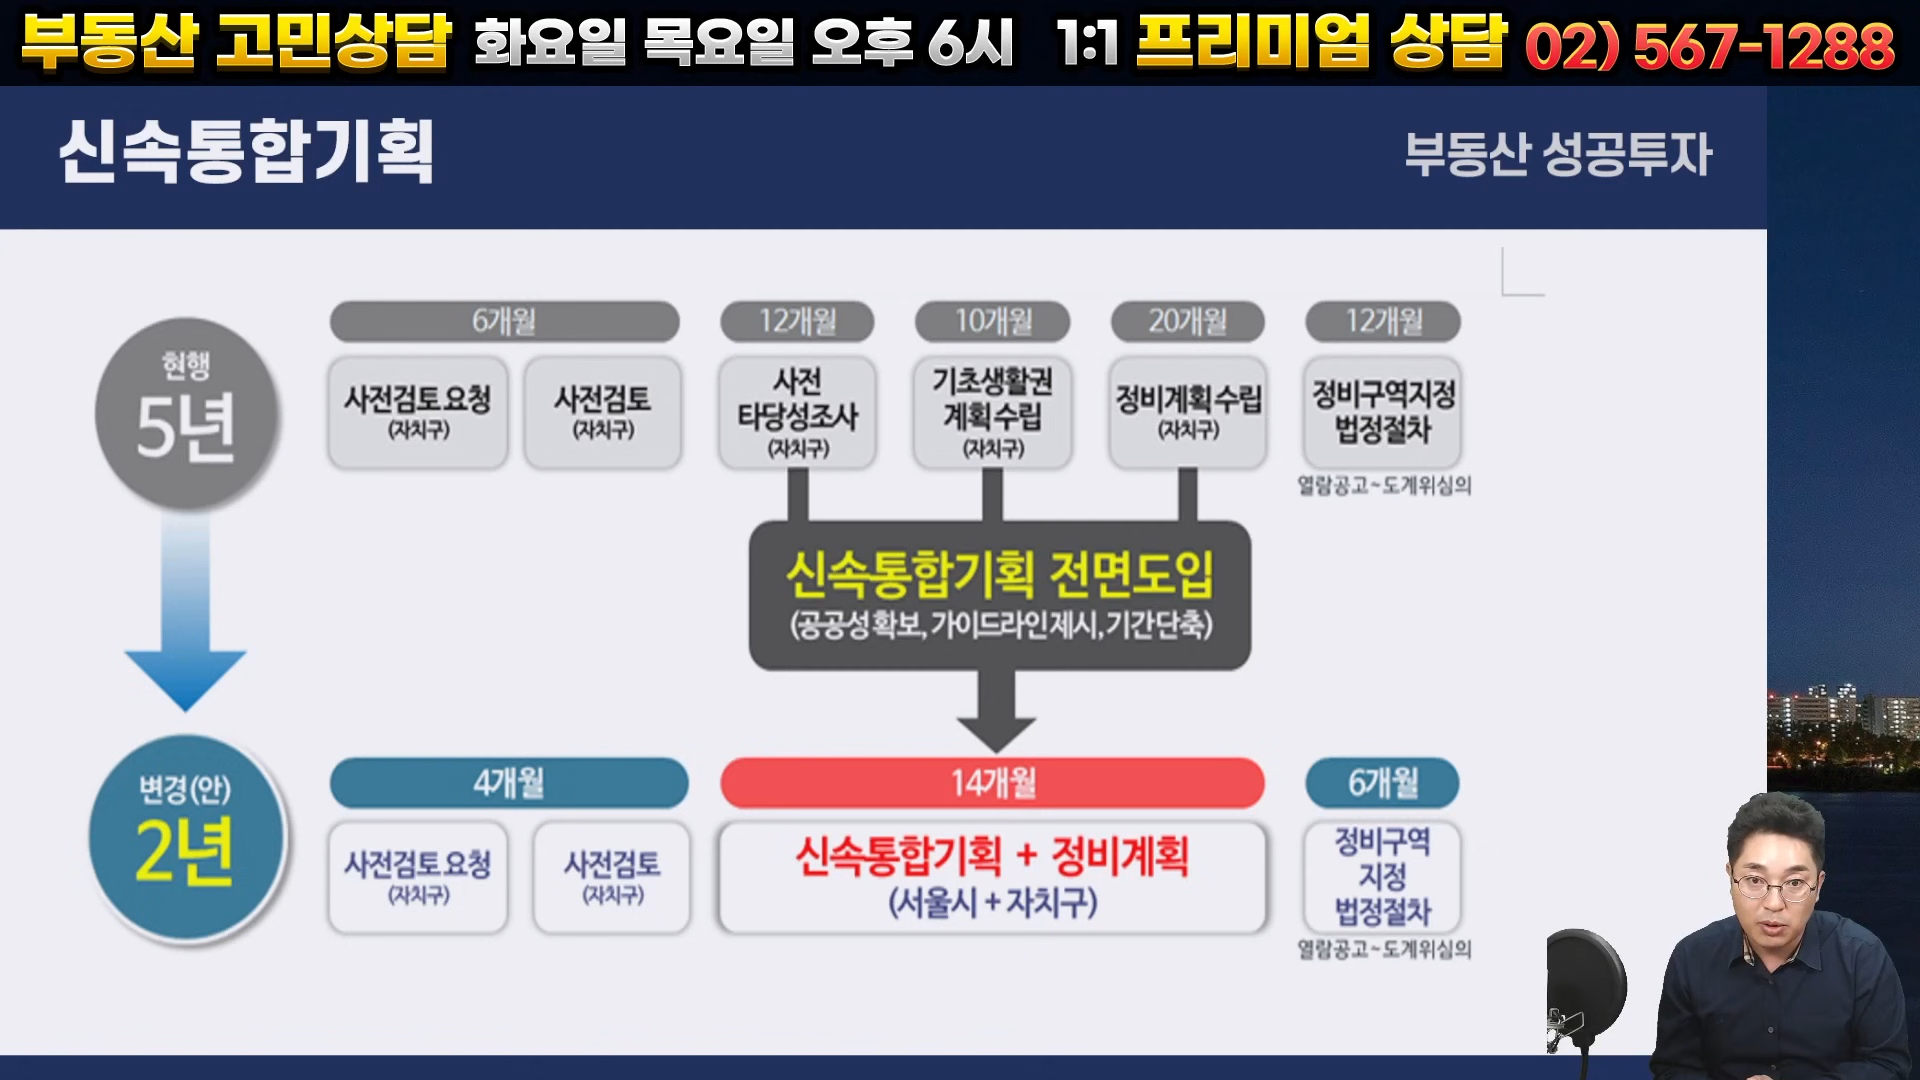 부동산 고민상담 화요일 목요일 오후 6시 1:1 프리미엄 상담 02) 567-1288
신속통합기획
부동산 성공투자
현행
5년
6개월
사전검토 요청
(자치구)
사전검토
(자치구)
12개월
사전
타당성조사
(자치구)
10개월
기초생활권
계획 수립
(자치구)
20개월
정비계획 수립
(자치구)
12개월
정비구역지정
법정절차
열람공고~도계위심의
신속통합기획 전면도입
(공공성 확보, 가이드라인 제시, 기간 단축)
변경(안)
2년
4개월
사전검토 요청
(자치구)
사전검토
(자치구)
14개월
신속통합기획 + 정비계획
(서울시 + 자치구)
6개월
정비구역
지정
법정절차
열람공고~도계위심의